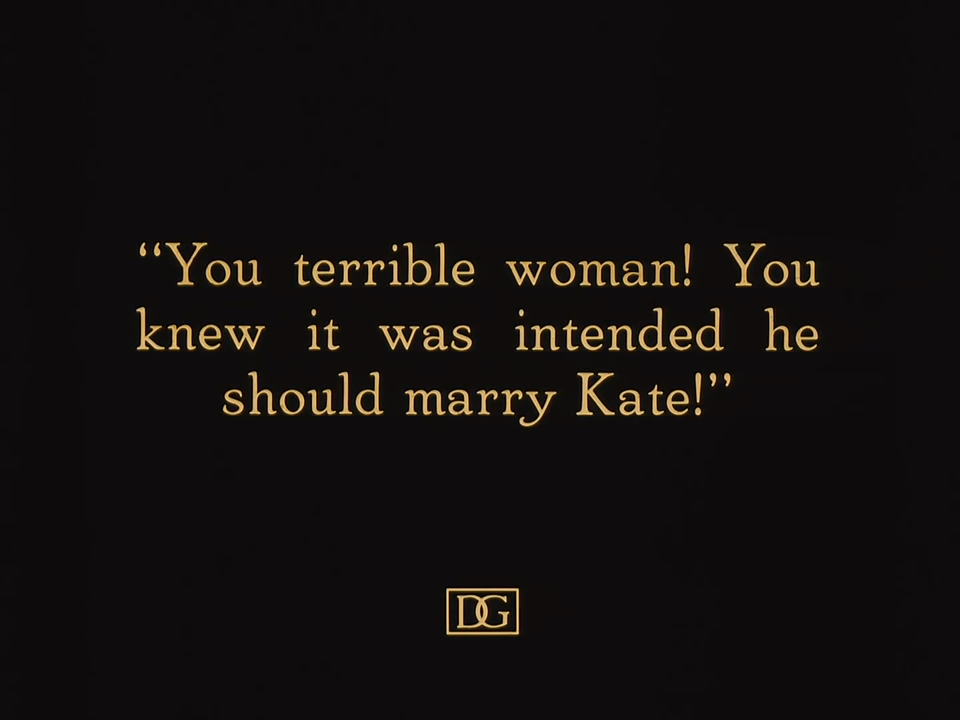 “You terrible woman! You
knew it was intended he
should marry Kate!”
DG